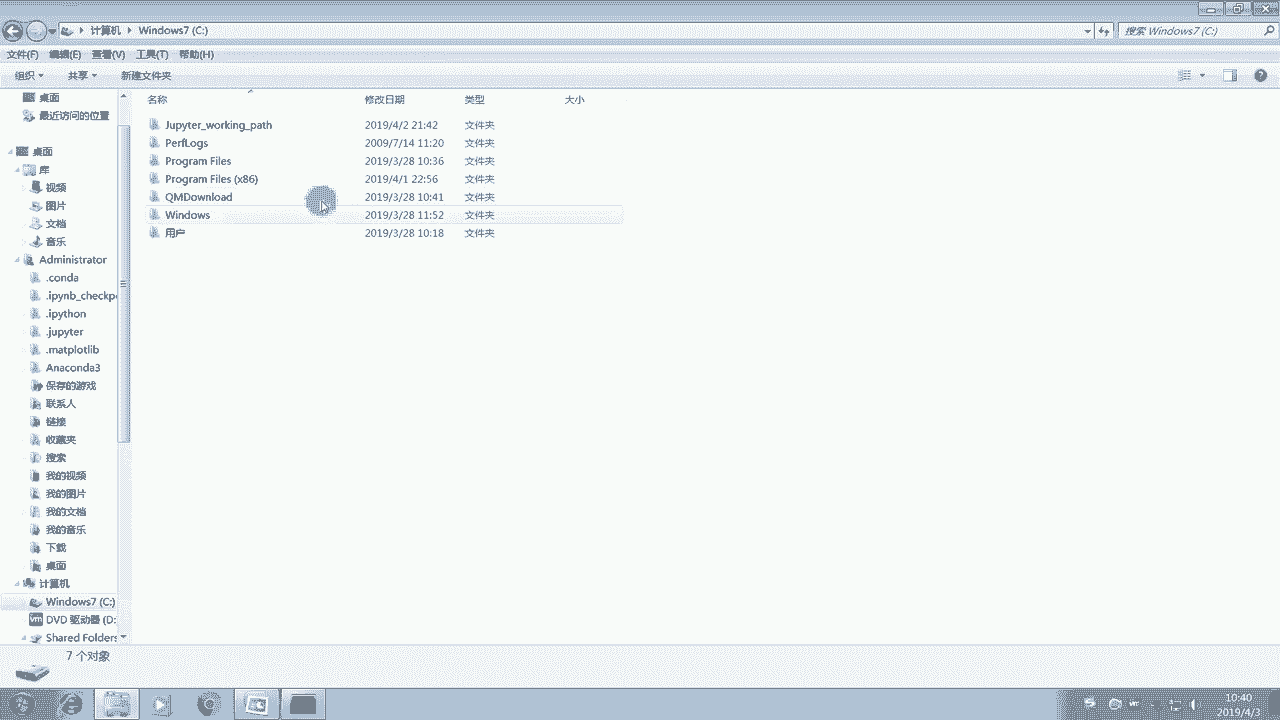 计算机 Windows7 (C:) 搜索 Windows7 (C:)
文件(F) 编辑(E) 查看(V) 工具(T) 帮助(H)
组织 共享 新建文件夹
桌面
最近访问的位置
桌面
库
视频
图片
文档
音乐
Administrator
.conda
.ipynb_checkp
.ipython
.jupyter
.matplotlib
Anaconda3
保存的游戏
联系人
链接
收藏夹
搜索
我的视频
我的图片
我的文档
我的音乐
下载
桌面
计算机
Windows7 (C:)
DVD 驱动器 (D:
Shared Folders
名称 修改日期 类型 大小
Jupyter_working_path 2019/4/2 21:42 文件夹
PerfLogs 2009/7/14 11:20 文件夹
Program Files 2019/3/28 10:36 文件夹
Program Files (x86) 2019/4/1 22:56 文件夹
QMDownload 2019/3/28 10:41 文件夹
Windows 2019/3/28 11:52 文件夹
用户 2019/3/28 10:18 文件夹
7 个对象
10:40
2019/4/3